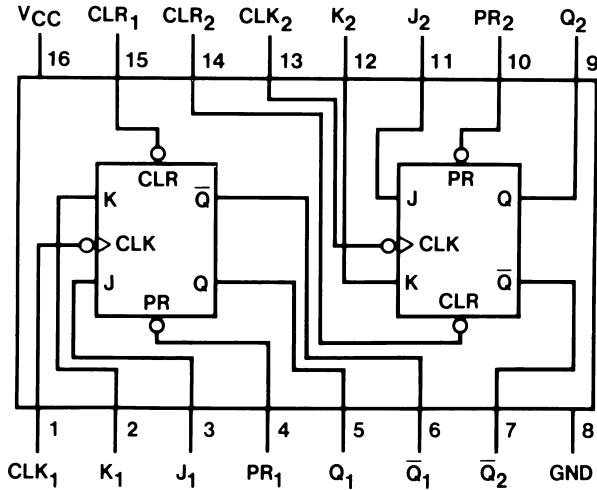 VCC CLR1 CLR2 CLK2 K2 J2 PR2 Q2
16 15 14 13 12 11 10 9
CLR PR
K Q̅ J Q
CLK CLK
J Q K Q̅
PR CLR
1 2 3 4 5 6 7 8
CLK1 K1 J1 PR1 Q1 Q̅1 Q̅2 GND